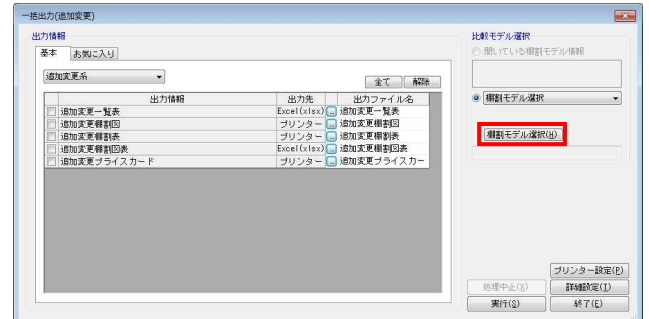 一括出力(追加変更)
出力情報
基本 お気に入り
追加変更系
全て 解除
出力情報 出力先 出力ファイル名
追加変更一覧表 Excel(xlsx) 追加変更一覧表
追加変更棚割図 プリンター 追加変更棚割図
追加変更棚割表 プリンター 追加変更棚割表
追加変更棚割図表 Excel(xlsx) 追加変更棚割図表
追加変更プライスカード プリンター 追加変更プライスカー
比較モデル選択
開いている棚割モデル情報
棚割モデル選択
棚割モデル選択(H)
プリンター設定(P)
処理中止(X) 詳細設定(T)
実行(S) 終了(E)